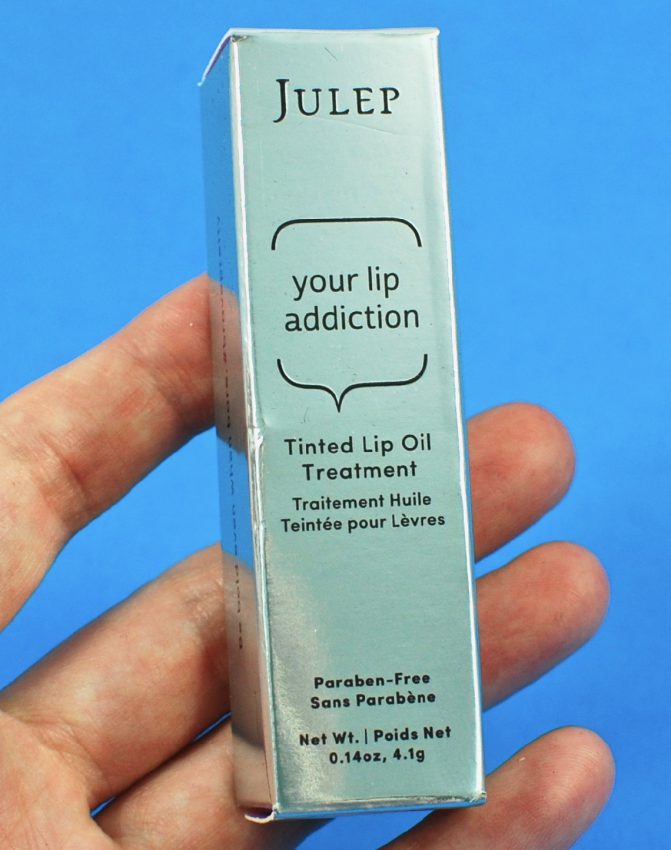 JULEP
your lip
addiction
Tinted Lip Oil
Treatment
Traitement Huile
Teintée pour Lèvres
Paraben-Free
Sans Parabène
Net Wt. | Poids Net
0.14oz, 4.1g